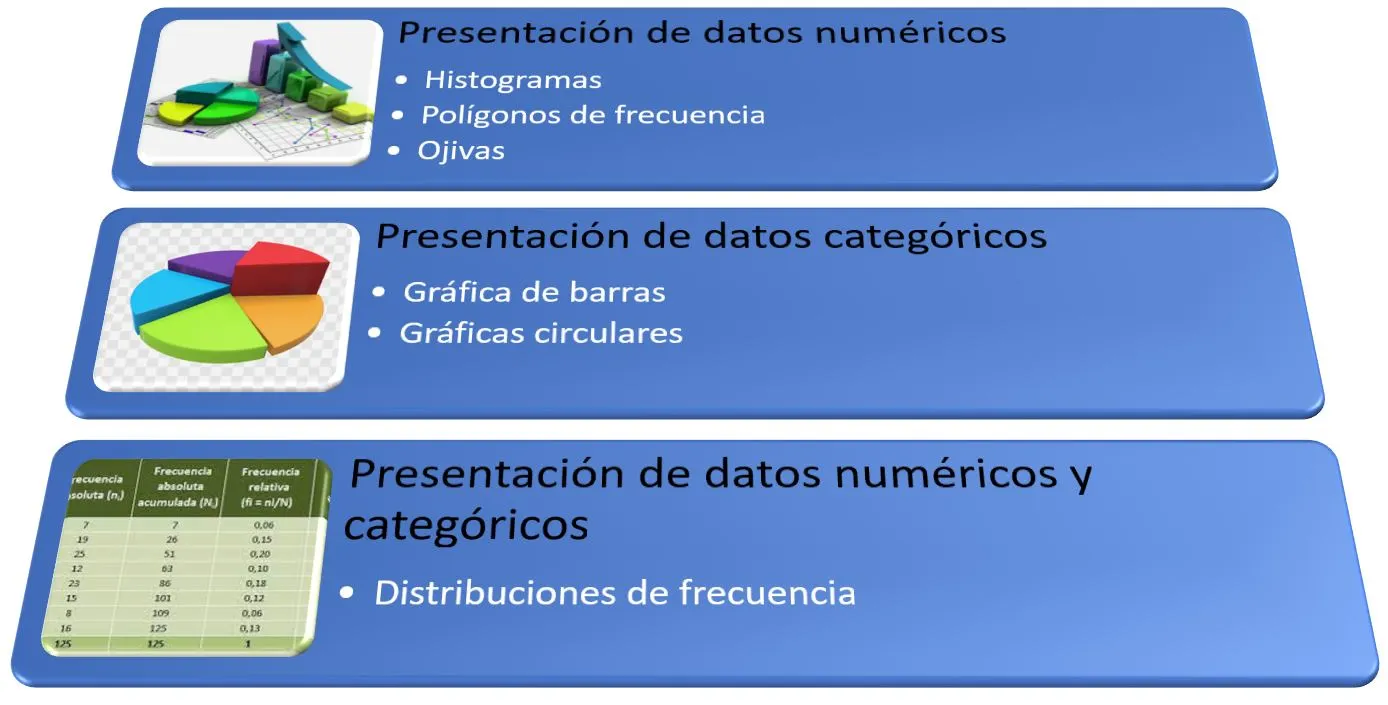 Presentación de datos numéricos
• Histogramas
• Polígonos de frecuencia
• Ojivas
Presentación de datos categóricos
• Gráfica de barras
• Gráficas circulares
recuencia Frecuencia Frecuencia
soluta (nᵢ) absoluta relativa
acumulada (Nᵢ) (fi = ni/N)
7 7 0,06
19 26 0,15
25 51 0,20
12 63 0,10
23 86 0,18
15 101 0,12
8 109 0,06
16 125 0,13
125 125 1
Presentación de datos numéricos y
categóricos
• Distribuciones de frecuencia